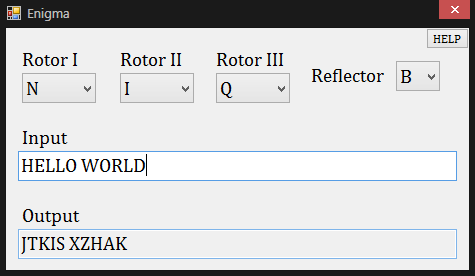 Enigma
HELP
Rotor I Rotor II Rotor III
Reflector B
N I Q
Input
HELLO WORLD
Output
JTKIS XZHAK